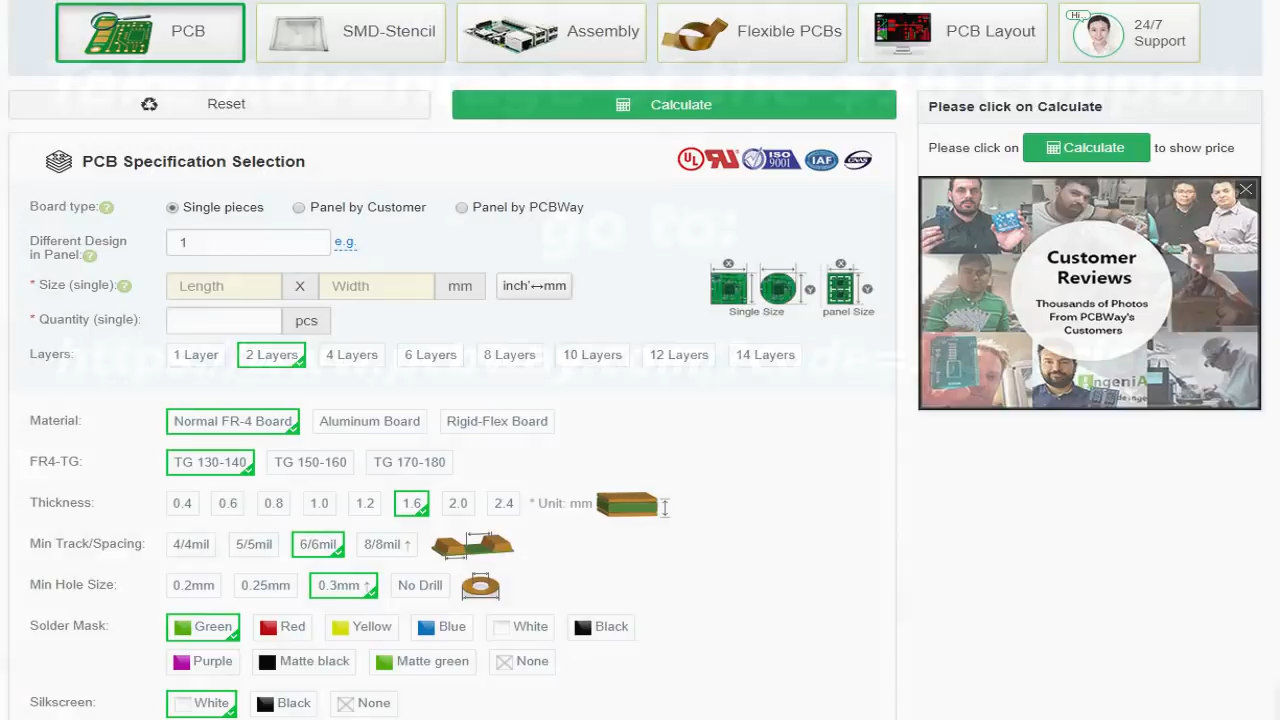 PCB
SMD-Stencil
Assembly
Flexible PCBs
PCB Layout
Hi...
24/7
Support
Reset
Calculate
Please click on Calculate
Please click on Calculate to show price
PCB Specification Selection
UL
ISO
9001
IAF
CNAS
Board type:
Single pieces
Panel by Customer
Panel by PCBWay
go to:
Different Design
in Panel:
1
e.g.
* Size (single):
Length
X
Width
mm
inch'↔mm
* Quantity (single):
pcs
X
Y
X
Y
Single Size
panel Size
Customer
Reviews
Thousands of Photos
From PCBWay's
Customers
Layers:
1 Layer
2 Layers
4 Layers
6 Layers
8 Layers
10 Layers
12 Layers
14 Layers
Material:
Normal FR-4 Board
Aluminum Board
Rigid-Flex Board
FR4-TG:
TG 130-140
TG 150-160
TG 170-180
Thickness:
0.4
0.6
0.8
1.0
1.2
1.6
2.0
2.4
* Unit: mm
Min Track/Spacing:
4/4mil
5/5mil
6/6mil
8/8mil ↑
Min Hole Size:
0.2mm
0.25mm
0.3mm ↑
No Drill
Solder Mask:
Green
Red
Yellow
Blue
White
Black
Purple
Matte black
Matte green
None
Silkscreen:
White
Black
None